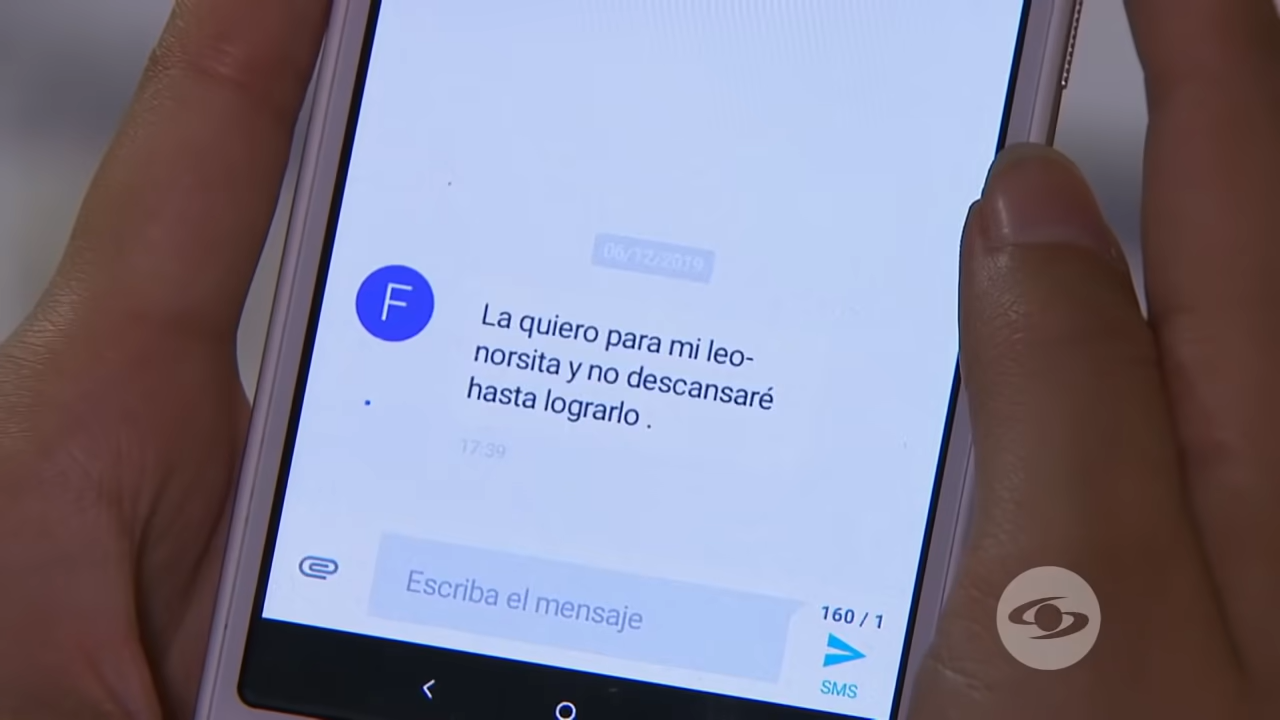 06/12/2019
F
La quiero para mi leo-
norsita y no descansaré
hasta lograrlo .
17:39
Escriba el mensaje
160 / 1
SMS